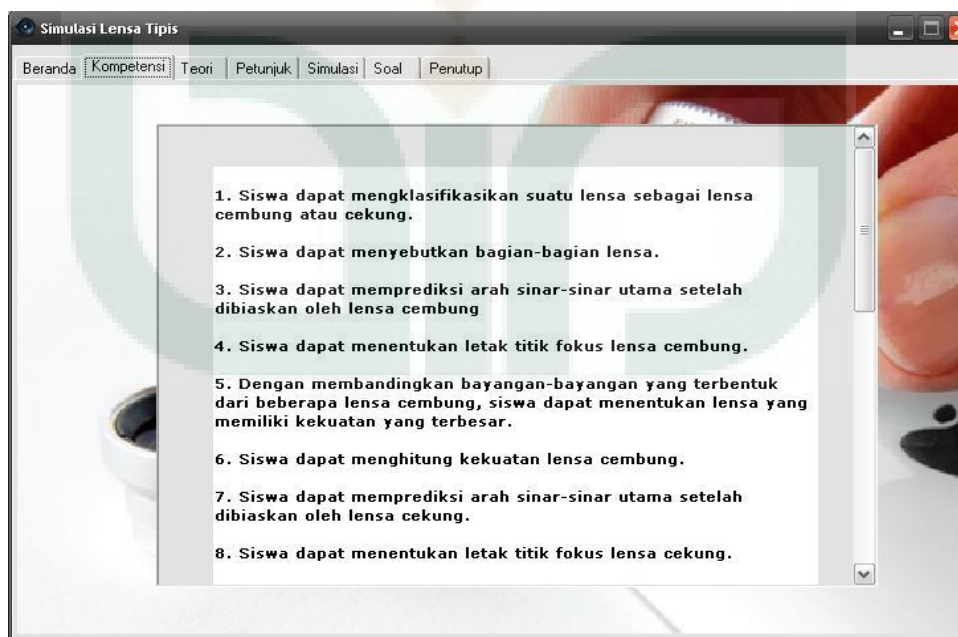 Simulasi Lensa Tipis
Beranda Kompetensi Teori Petunjuk Simulasi Soal Penutup
1. Siswa dapat mengklasifikasikan suatu lensa sebagai lensa
cembung atau cekung.
2. Siswa dapat menyebutkan bagian-bagian lensa.
3. Siswa dapat memprediksi arah sinar-sinar utama setelah
dibiaskan oleh lensa cembung
4. Siswa dapat menentukan letak titik fokus lensa cembung.
5. Dengan membandingkan bayangan-bayangan yang terbentuk
dari beberapa lensa cembung, siswa dapat menentukan lensa yang
memiliki kekuatan yang terbesar.
6. Siswa dapat menghitung kekuatan lensa cembung.
7. Siswa dapat memprediksi arah sinar-sinar utama setelah
dibiaskan oleh lensa cekung.
8. Siswa dapat menentukan letak titik fokus lensa cekung.